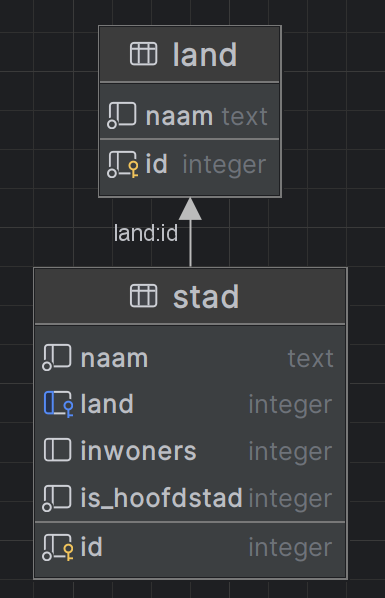 land
naam text
id integer
land:id
stad
naam text
land integer
inwoners integer
is_hoofdstad integer
id integer